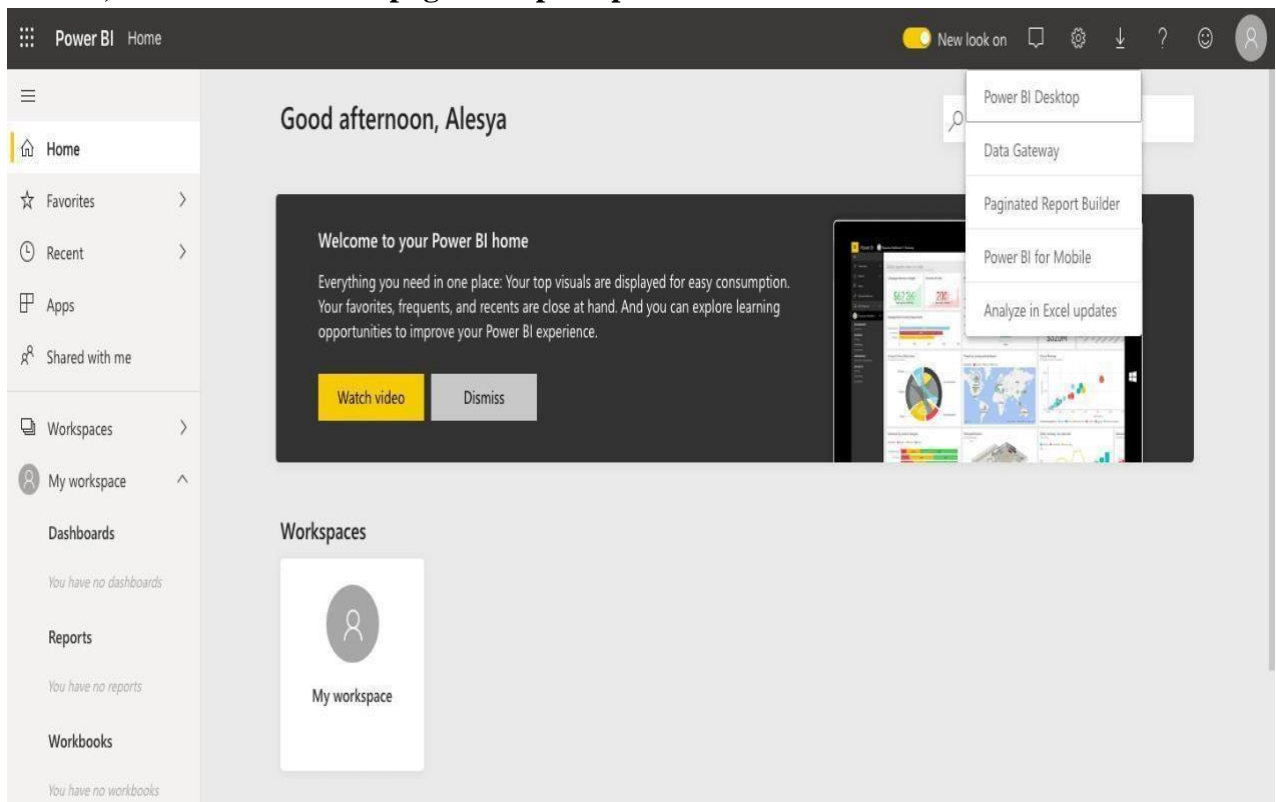 Power BI Home
New look on
Power BI Desktop
Data Gateway
Paginated Report Builder
Power BI for Mobile
Analyze in Excel updates
Home
Favorites
Recent
Apps
Shared with me
Workspaces
My workspace
Dashboards
You have no dashboards
Reports
You have no reports
Workbooks
You have no workbooks
Good afternoon, Alesya
Welcome to your Power BI home
Everything you need in one place: Your top visuals are displayed for easy consumption.
Your favorites, frequents, and recents are close at hand. And you can explore learning
opportunities to improve your Power BI experience.
Watch video
Dismiss
Workspaces
My workspace